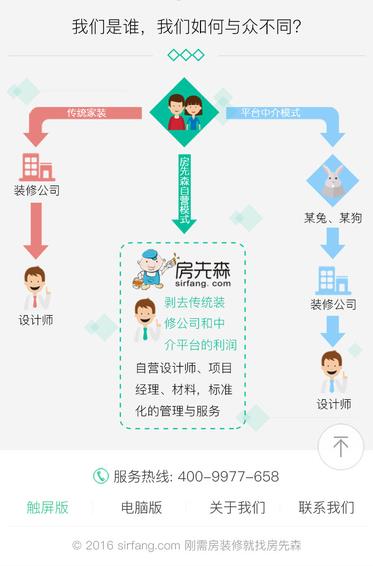 我们是谁，我们如何与众不同？
传统家装
平台中介模式
房先森自营模式
装修公司
某兔、某狗
设计师
房先森
sirfang.com
剥去传统装
修公司和中
介平台的利润
自营设计师、项目
经理、材料，标准
化的管理与服务
装修公司
设计师
服务热线: 400-9977-658
触屏版 电脑版 关于我们 联系我们
© 2016 sirfang.com 刚需房装修就找房先森